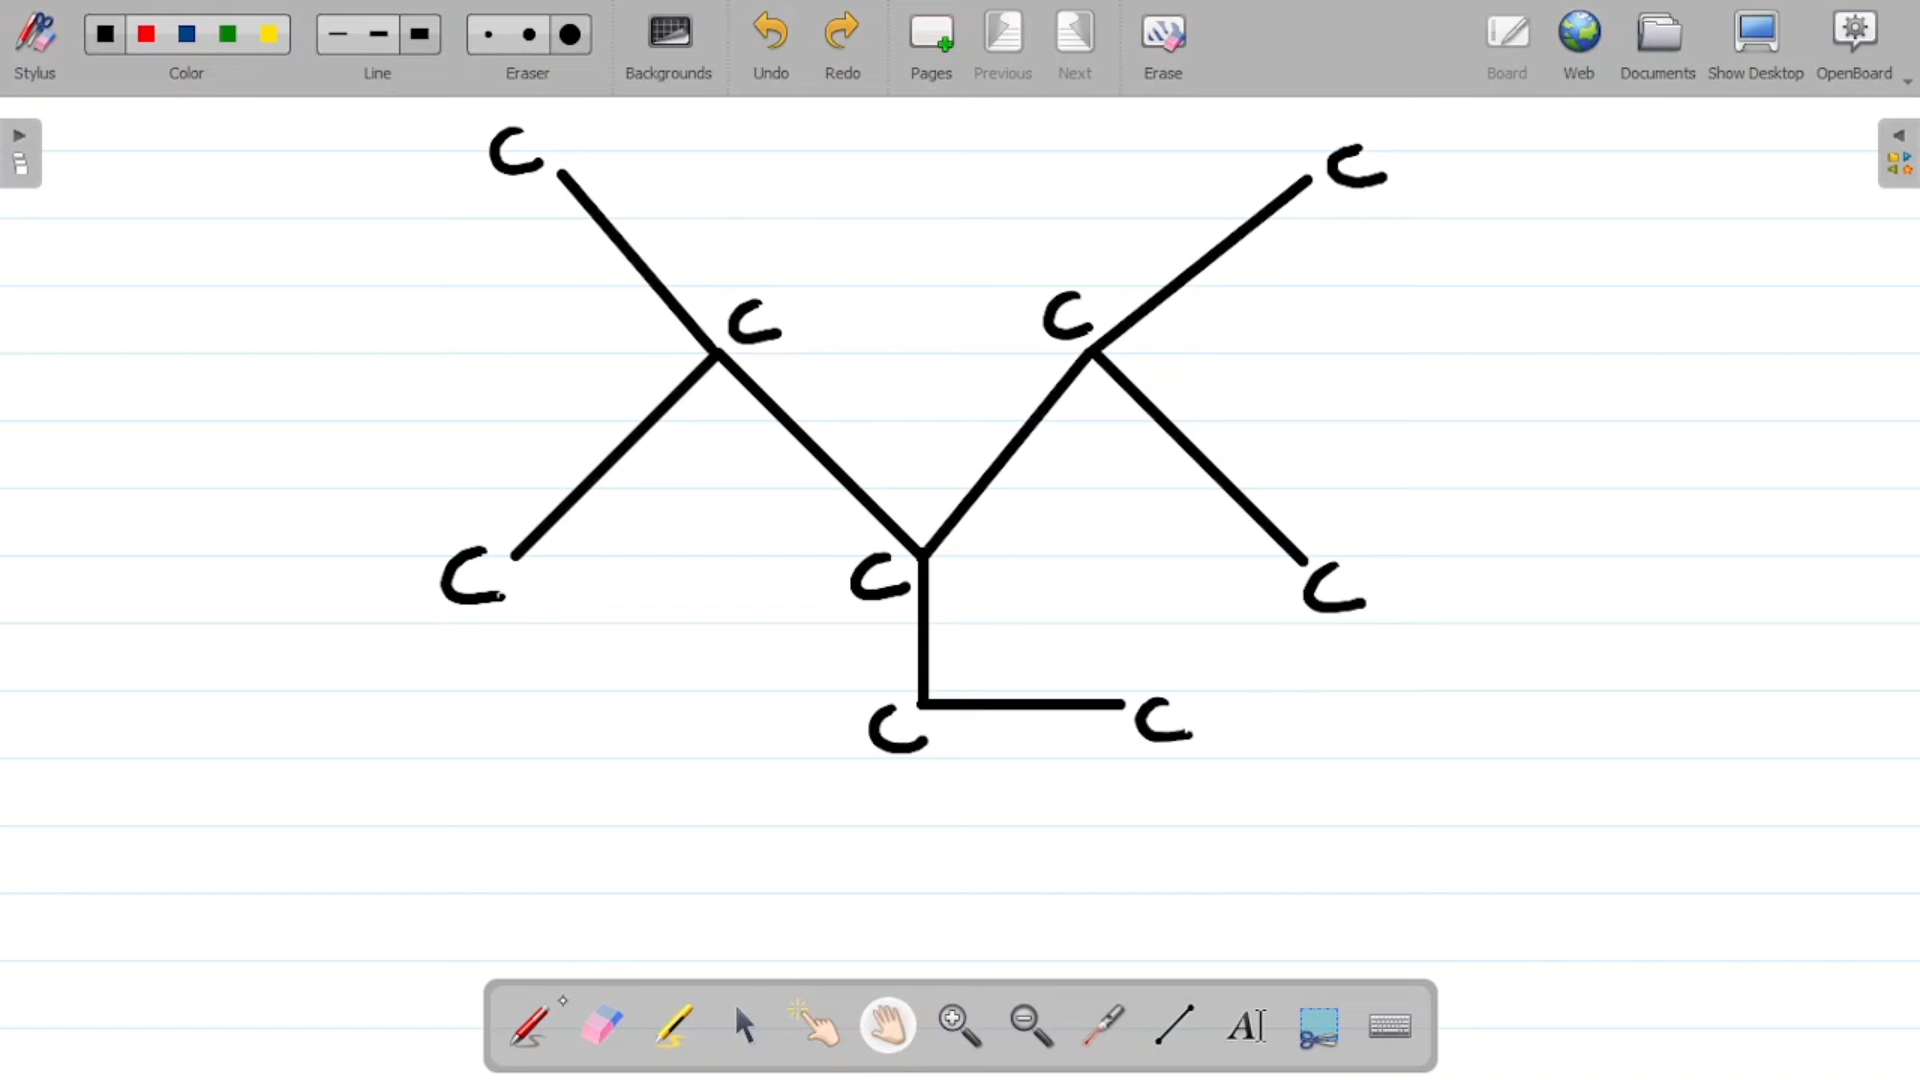 Stylus Color Line Eraser Backgrounds Undo Redo Pages Previous Next Erase Board Web Documents Show Desktop OpenBoard
C C
C C
C C C
C C
A